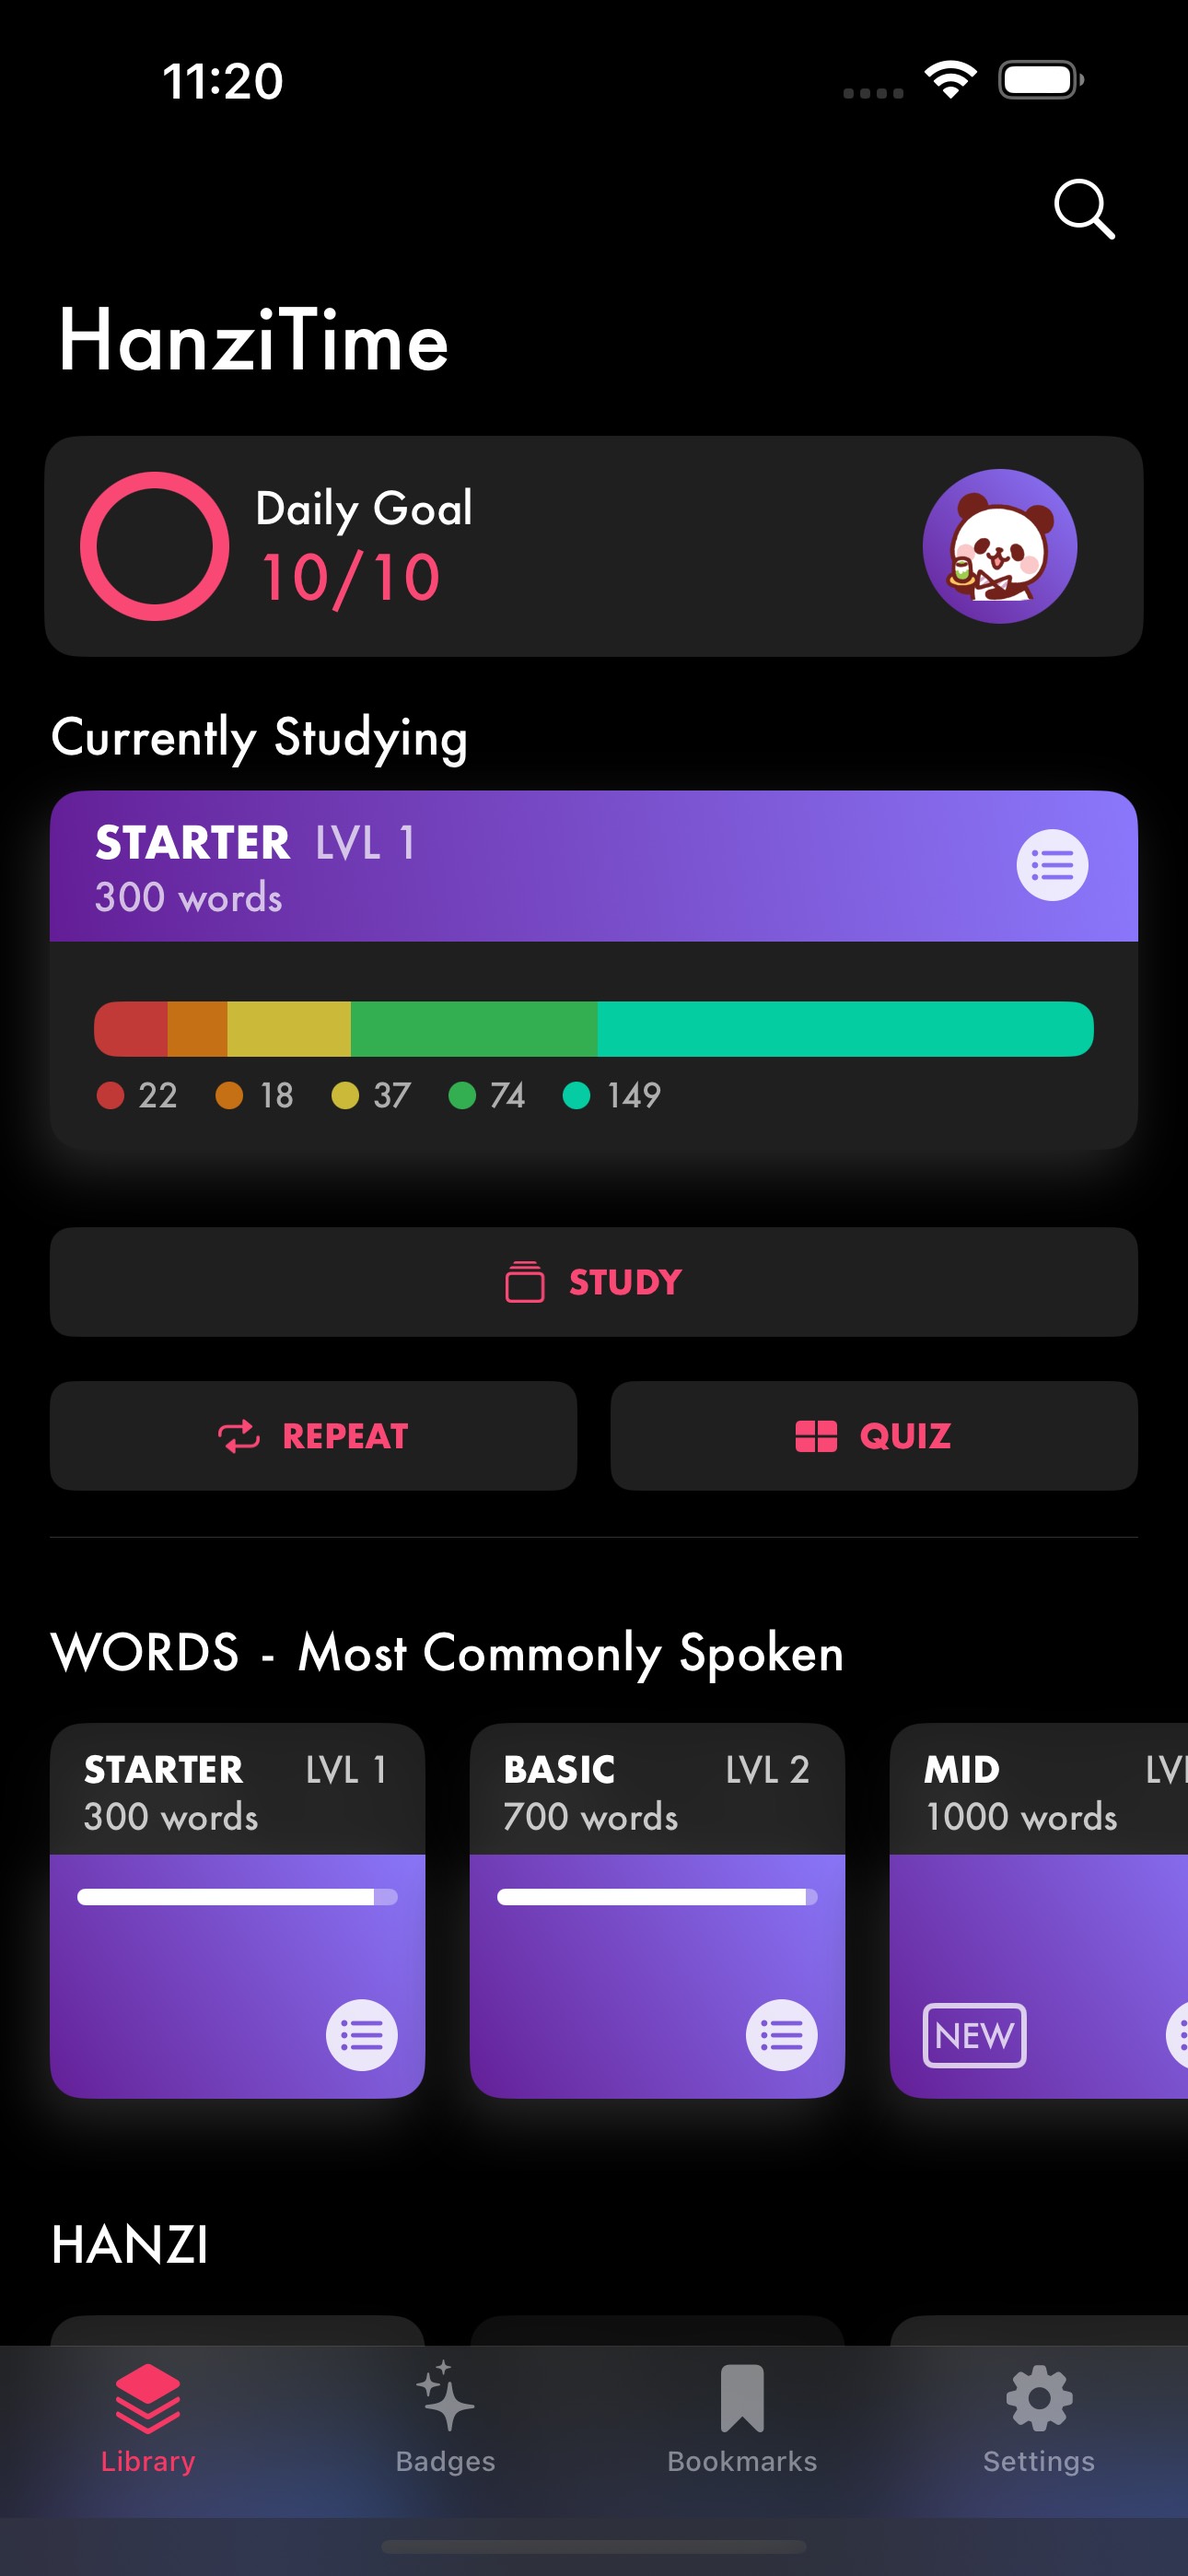 11:20
HanziTime
Daily Goal
10/10
Currently Studying
STARTER LVL 1
300 words
22 18 37 74 149
STUDY
REPEAT QUIZ
WORDS - Most Commonly Spoken
STARTER LVL 1 BASIC LVL 2 MID
300 words 700 words 1000 words
NEW
HANZI
Library Badges Bookmarks Settings